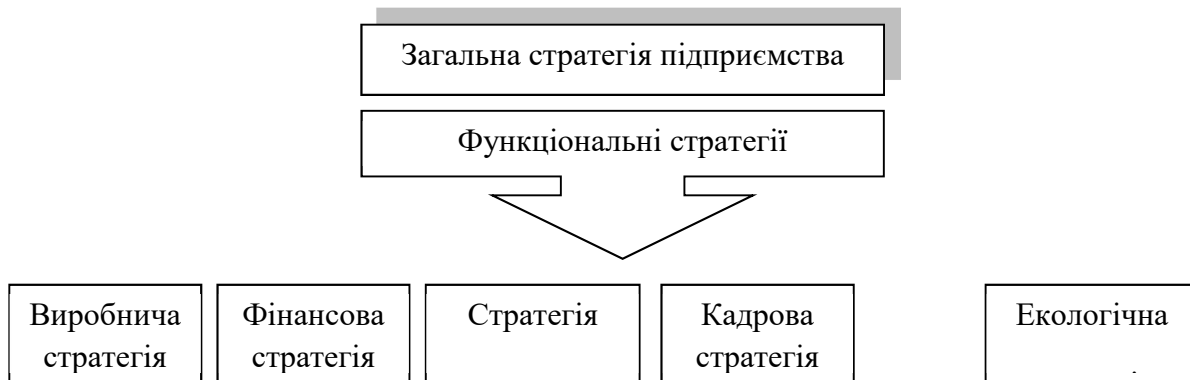 Загальна стратегія підприємства
Функціональні стратегії
Виробнича
стратегія
Фінансова
стратегія
Стратегія
Кадрова
стратегія
Екологічна